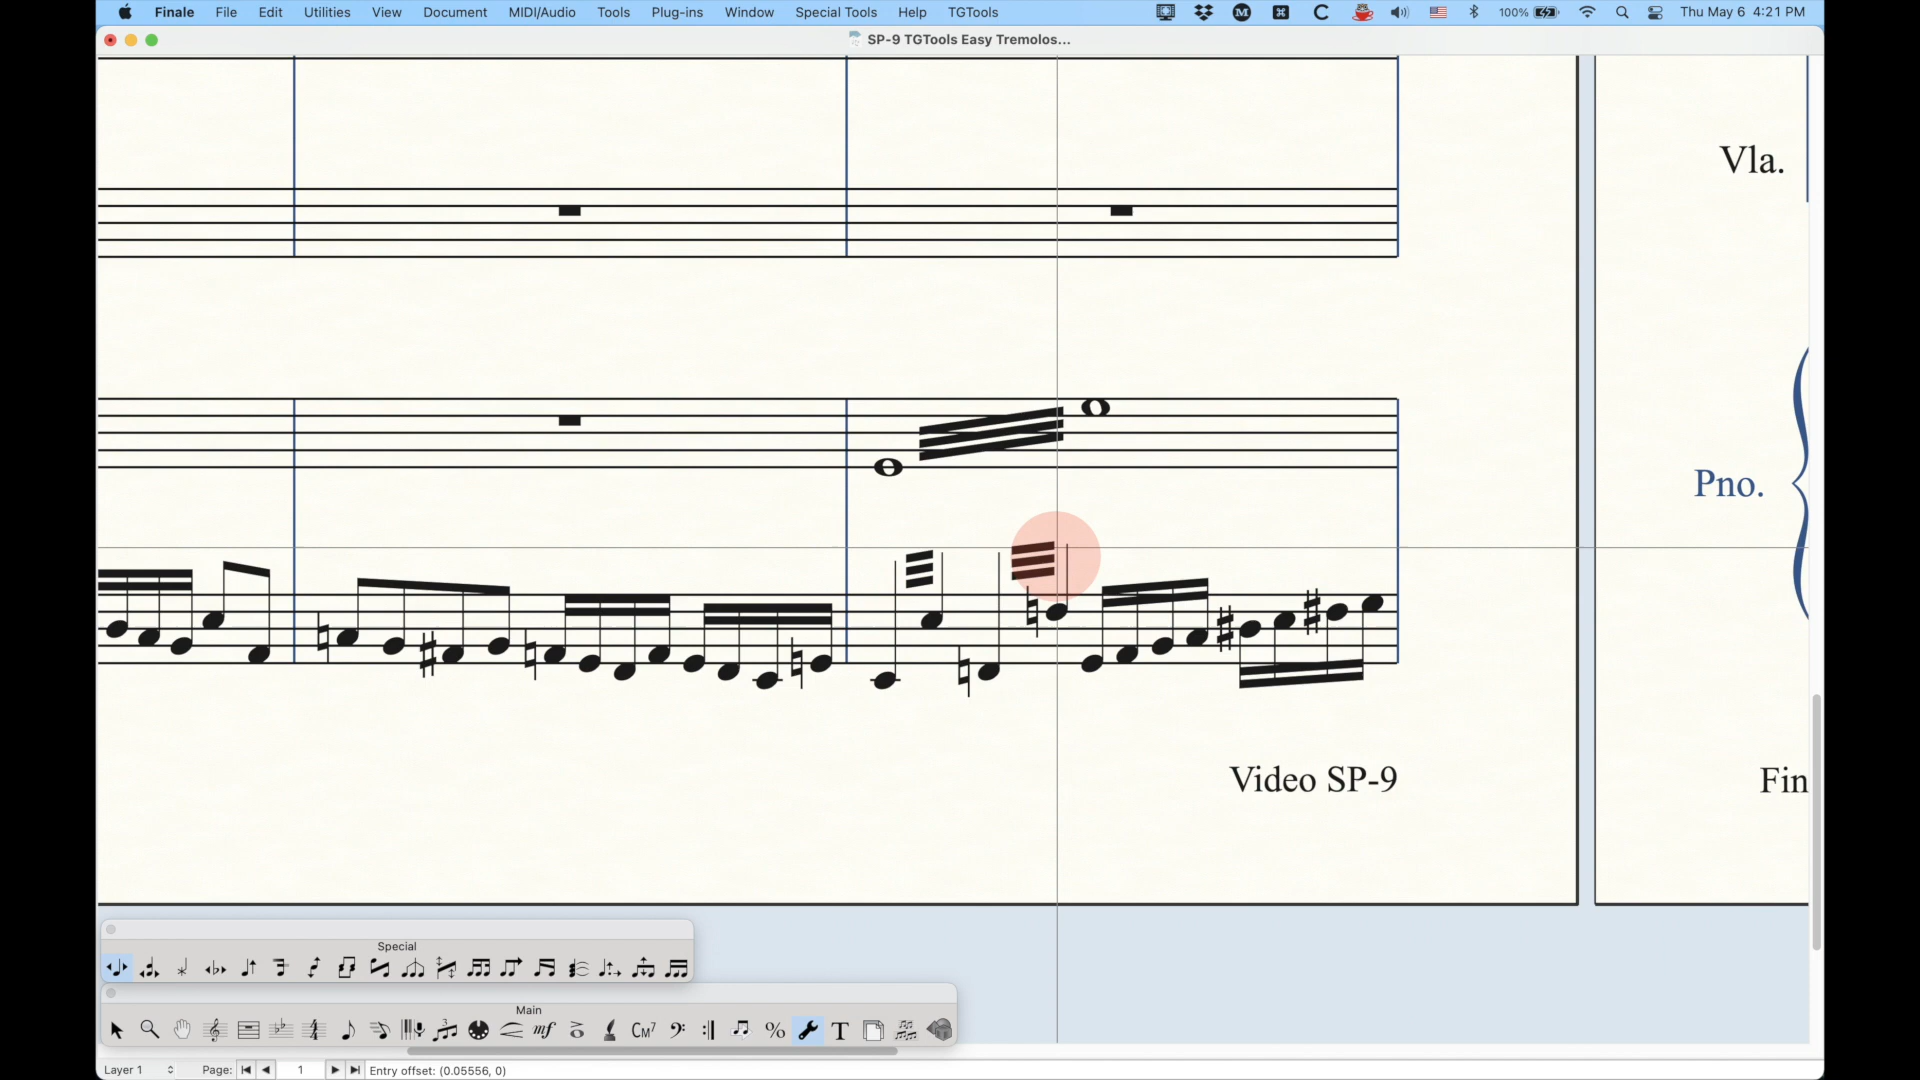 Finale File Edit Utilities View Document MIDI/Audio Tools Plug-ins Window Special Tools Help TGTools
M C 100% Thu May 6 4:21 PM
SP-9 TGTools Easy Tremolos...
Vla.
Pno.
Video SP-9
Fin
Special
Main
mf CM7 % T
Layer 1 Page: 1 Entry offset: (0.05556, 0)